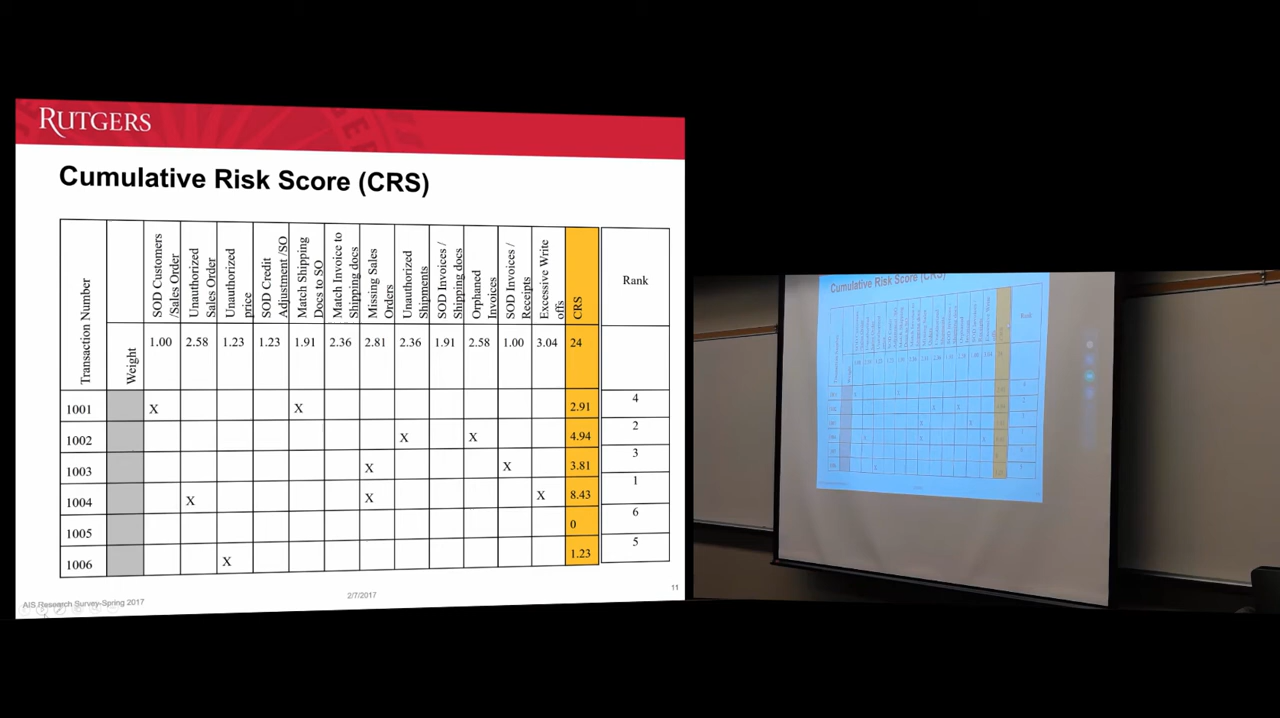 RUTGERS
Cumulative Risk Score (CRS)
Transaction Number
Weight
SOD Customers
/Sales Order
Unauthorized
Sales Order
Unauthorized
price
SOD Credit
Adjustment /SO
Match Shipping
Docs to SO
Match Invoice to
Shipping docs
Missing Sales
Orders
Unauthorized
Shipments
SOD Invoices /
Shipping docs
Orphaned
Invoices
SOD Invoices /
Receipts
Excessive Write
offs
CRS
Rank
1.00 2.58 1.23 1.23 1.91 2.36 2.81 2.36 1.91 2.58 1.00 3.04 24
1001 X X 2.91 4
1002 X X 4.94 2
1003 X X 3.81 3
1004 X X X 8.43 1
1005 0 6
1006 X 1.23 5
AIS Research Survey-Spring 2017
2/7/2017
11
Cumulative Risk Score (CRS)